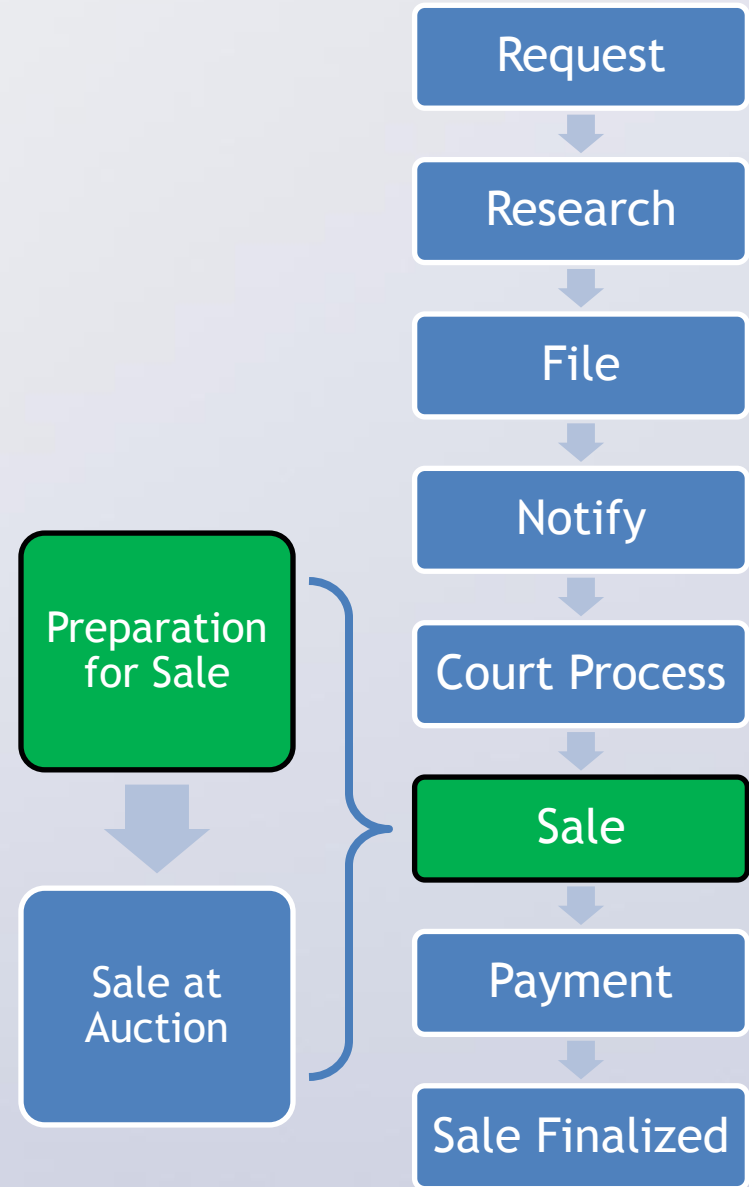 Request
Research
File
Notify
Court Process
Sale
Payment
Sale Finalized
Preparation
for Sale
Sale at
Auction